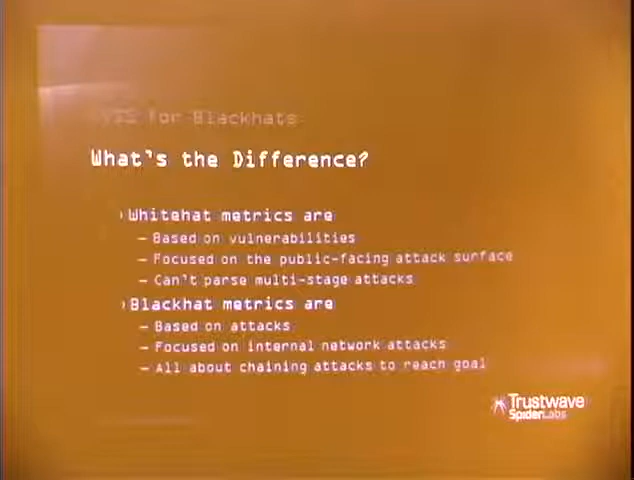 for Blackhats
What's the Difference?
› Whitehat metrics are
– Based on vulnerabilities
– Focused on the public-facing attack surface
– Can't parse multi-stage attacks
› Blackhat metrics are
– Based on attacks
– Focused on internal network attacks
– All about chaining attacks to reach goal
Trustwave
SpiderLabs